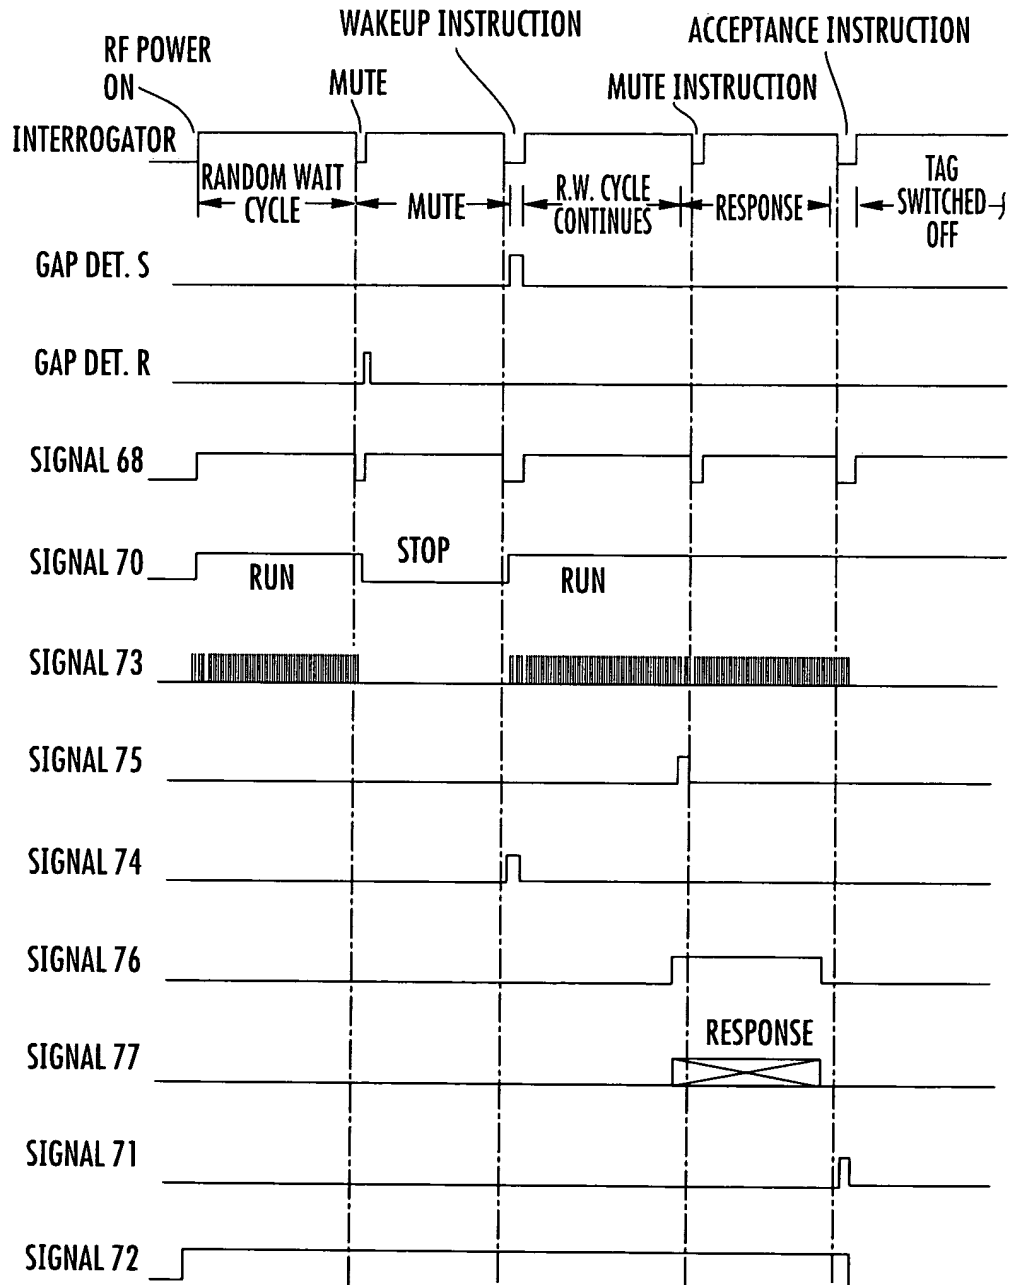 WAKEUP INSTRUCTION
ACCEPTANCE INSTRUCTION
RF POWER
ON
MUTE
MUTE INSTRUCTION
INTERROGATOR
RANDOM WAIT
CYCLE
MUTE
R.W. CYCLE
CONTINUES
RESPONSE
TAG
SWITCHED
OFF
GAP DET. S
GAP DET. R
SIGNAL 68
SIGNAL 70
RUN
STOP
RUN
SIGNAL 73
SIGNAL 75
SIGNAL 74
SIGNAL 76
RESPONSE
SIGNAL 77
SIGNAL 71
SIGNAL 72